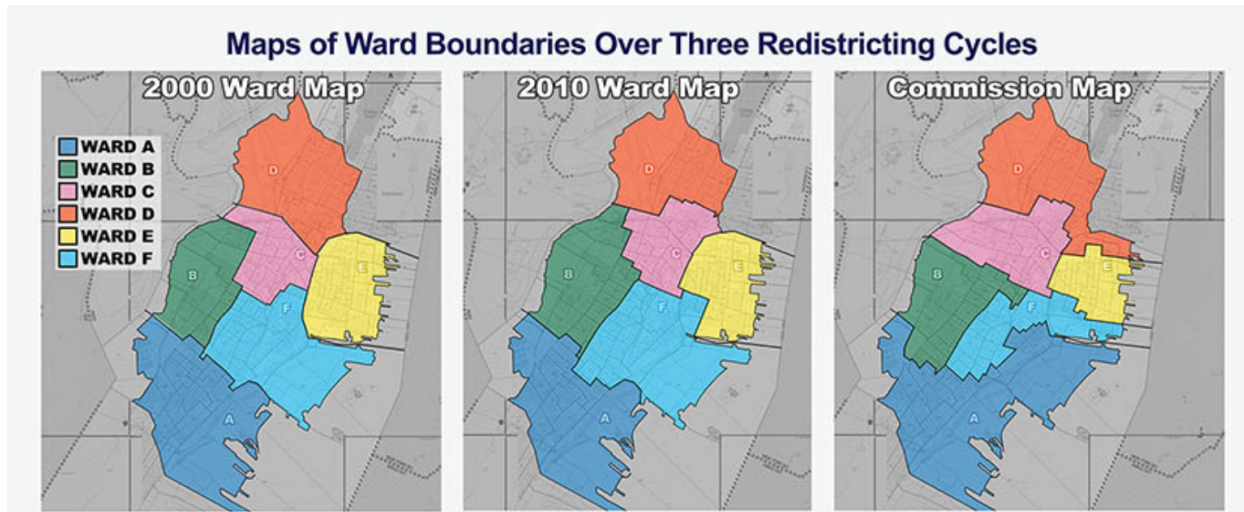 Maps of Ward Boundaries Over Three Redistricting Cycles
2000 Ward Map
2010 Ward Map
Commission Map
WARD A
WARD B
WARD C
WARD D
WARD E
WARD F
D
C
B
E
F
A
D
C
B
E
F
A
D
C
B
E
F
A